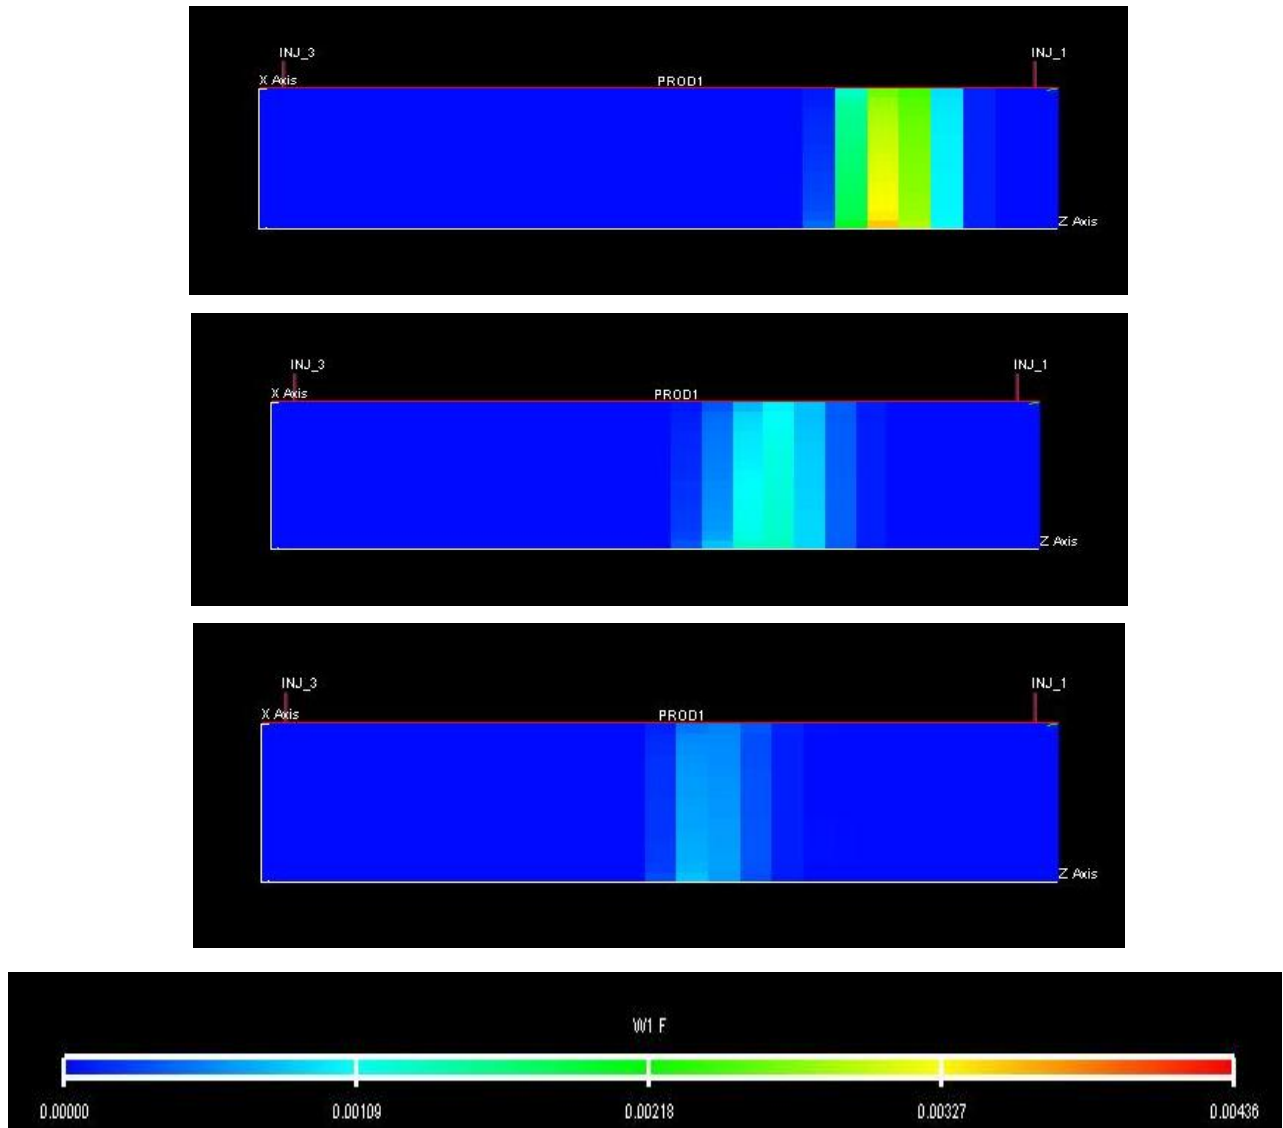 INJ_3
INJ_1
X Axis
PROD1
Z Axis
INJ_3
INJ_1
X Axis
PROD1
Z Axis
INJ_3
INJ_1
X Axis
PROD1
Z Axis
W1 F
0.00000 0.00109 0.00218 0.00327 0.00436